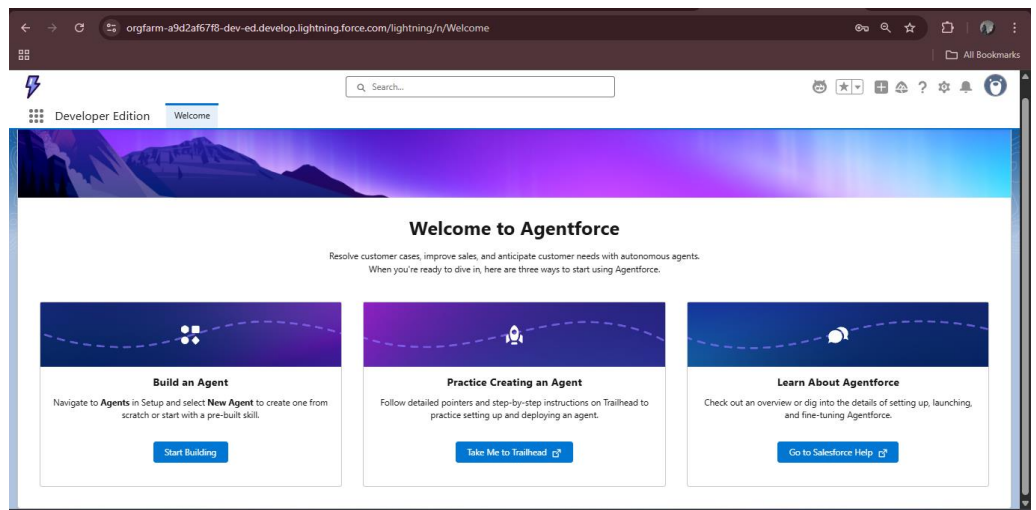 orgfarm-a9d2af67f8-dev-ed.develop.lightning.force.com/lightning/n/Welcome
All Bookmarks
Search...
Developer Edition
Welcome
Welcome to Agentforce
Resolve customer cases, improve sales, and anticipate customer needs with autonomous agents.
When you're ready to dive in, here are three ways to start using Agentforce.
Build an Agent
Navigate to Agents in Setup and select New Agent to create one from
scratch or start with a pre-built skill.
Start Building
Practice Creating an Agent
Follow detailed pointers and step-by-step instructions on Trailhead to
practice setting up and deploying an agent.
Take Me to Trailhead
Learn About Agentforce
Check out an overview or dig into the details of setting up, launching,
and fine-tuning Agentforce.
Go to Salesforce Help